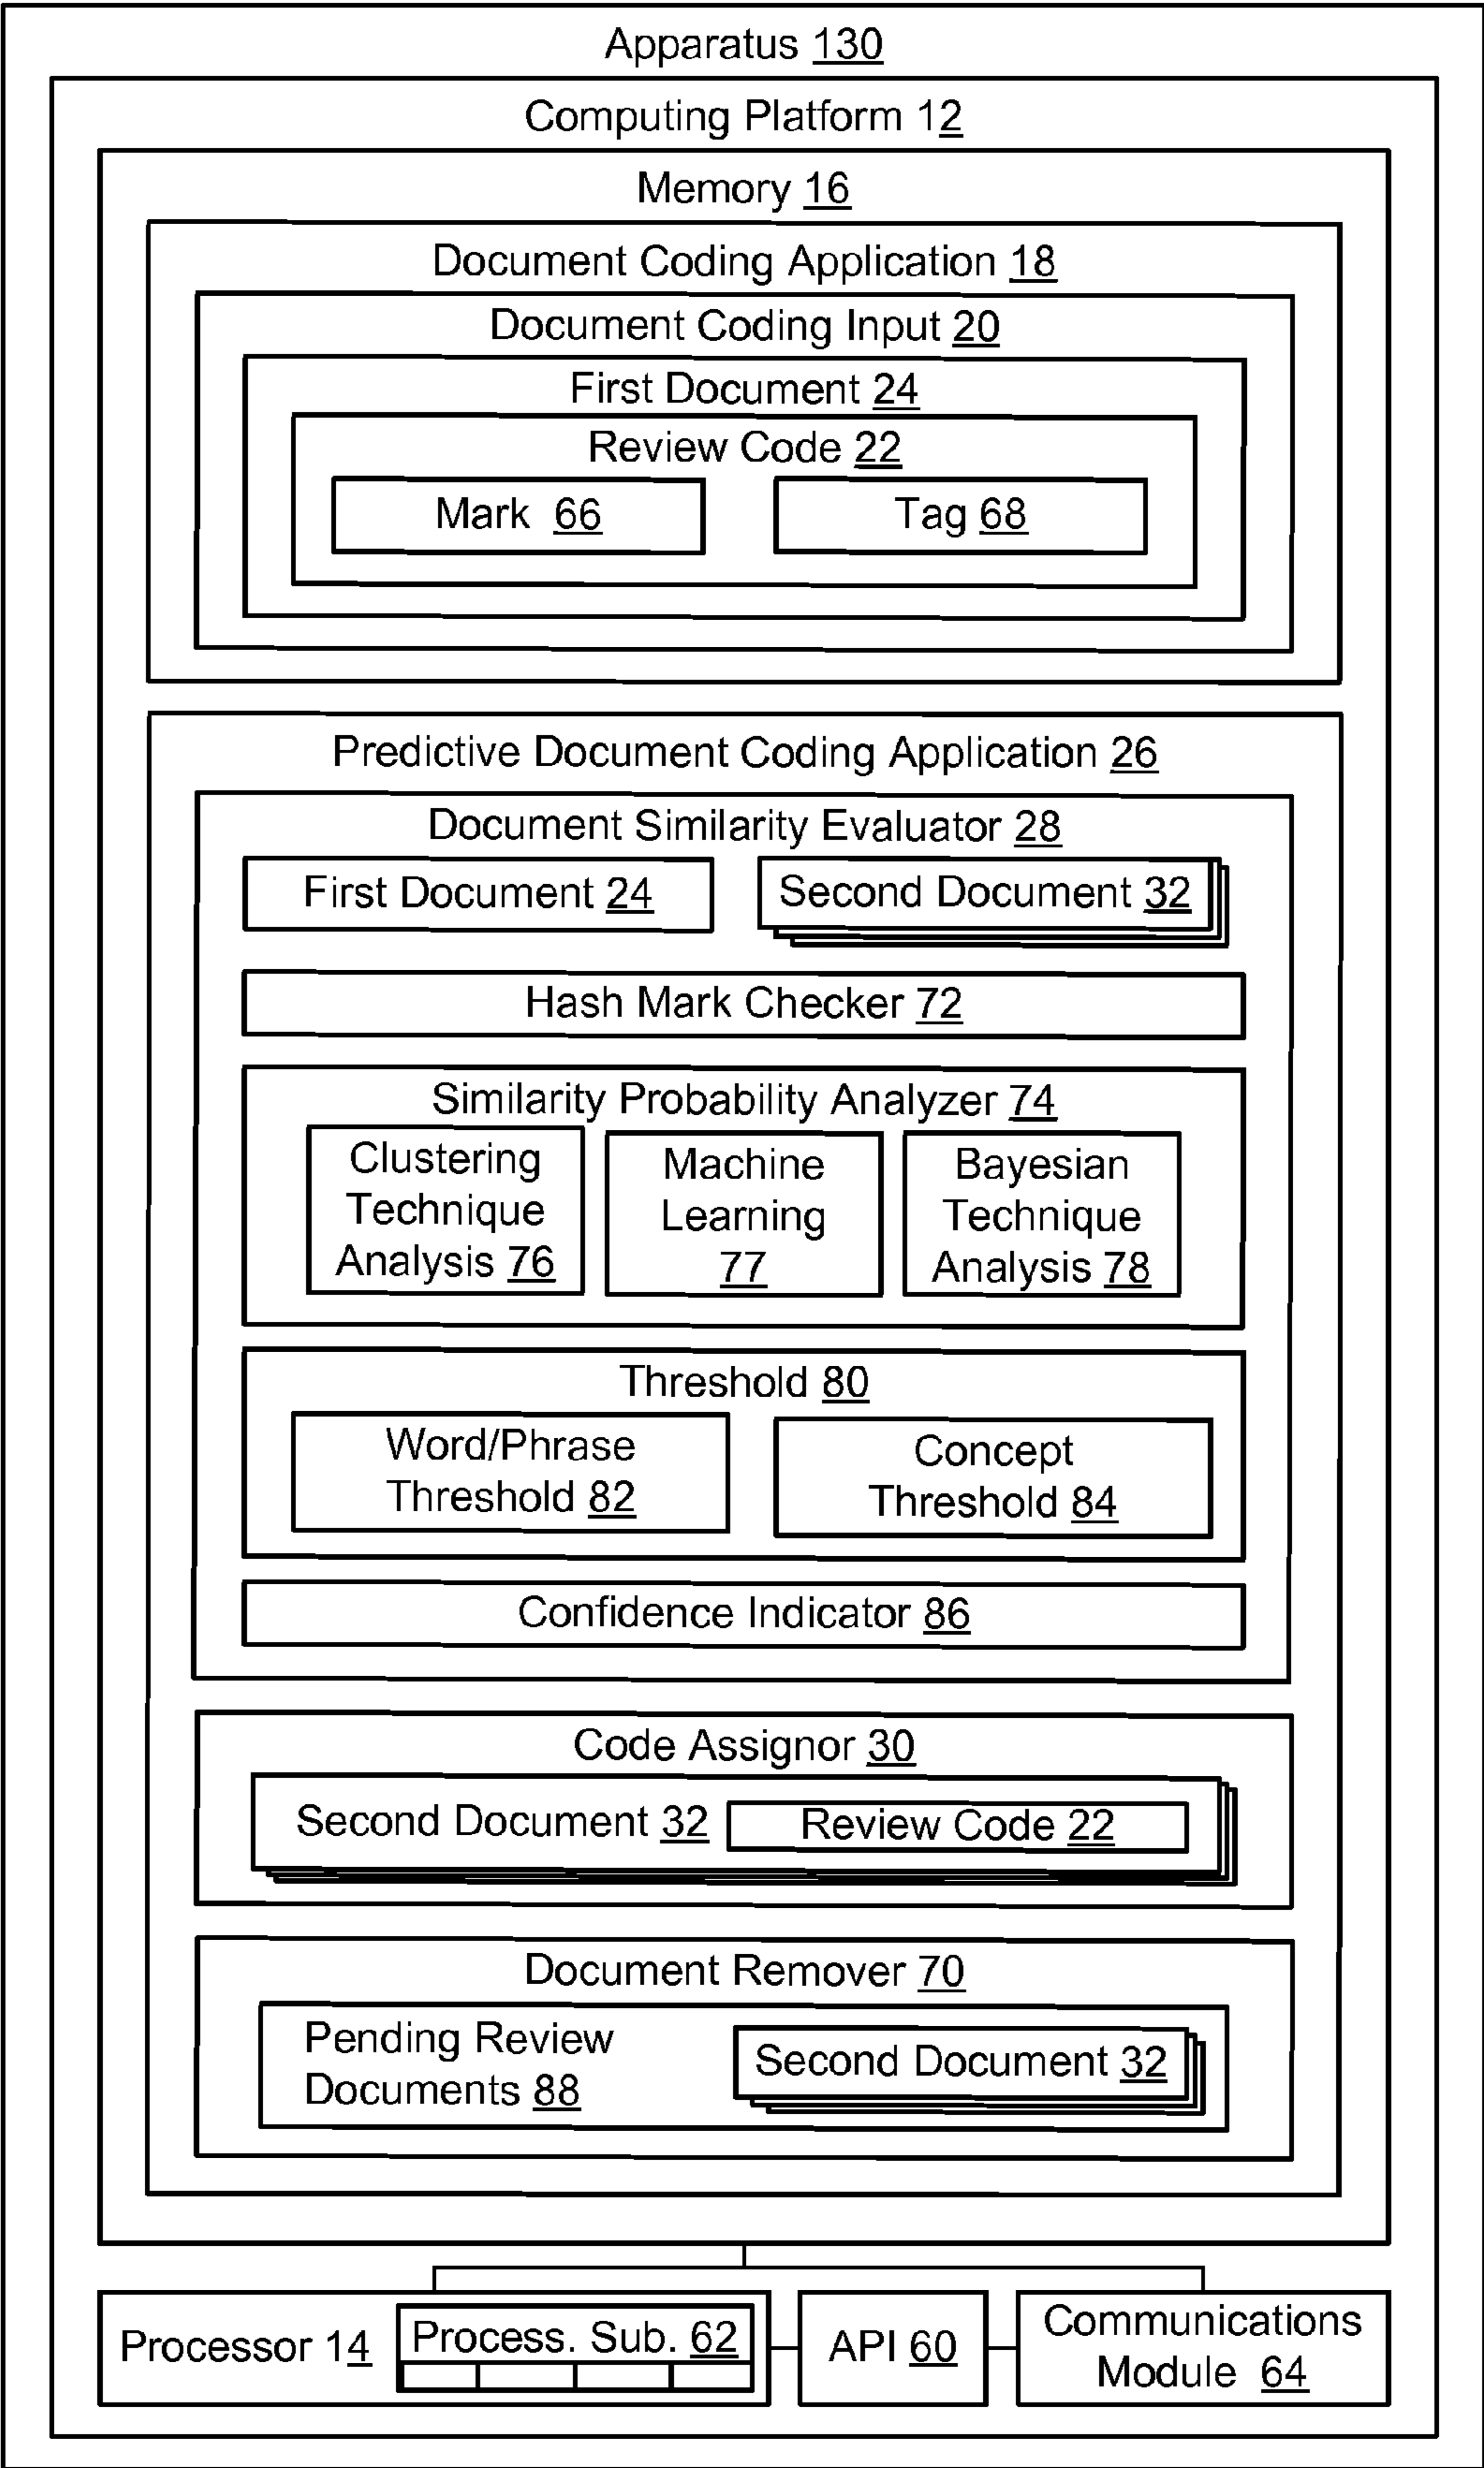 Apparatus 130
Computing Platform 12
Memory 16
Document Coding Application 18
Document Coding Input 20
First Document 24
Review Code 22
Mark 66
Tag 68
Predictive Document Coding Application 26
Document Similarity Evaluator 28
First Document 24
Second Document 32
Hash Mark Checker 72
Similarity Probability Analyzer 74
Clustering
Technique
Analysis 76
Machine
Learning
77
Bayesian
Technique
Analysis 78
Threshold 80
Word/Phrase
Threshold 82
Concept
Threshold 84
Confidence Indicator 86
Code Assignor 30
Second Document 32
Review Code 22
Document Remover 70
Pending Review
Documents 88
Second Document 32
Processor 14
Process. Sub. 62
API 60
Communications
Module 64